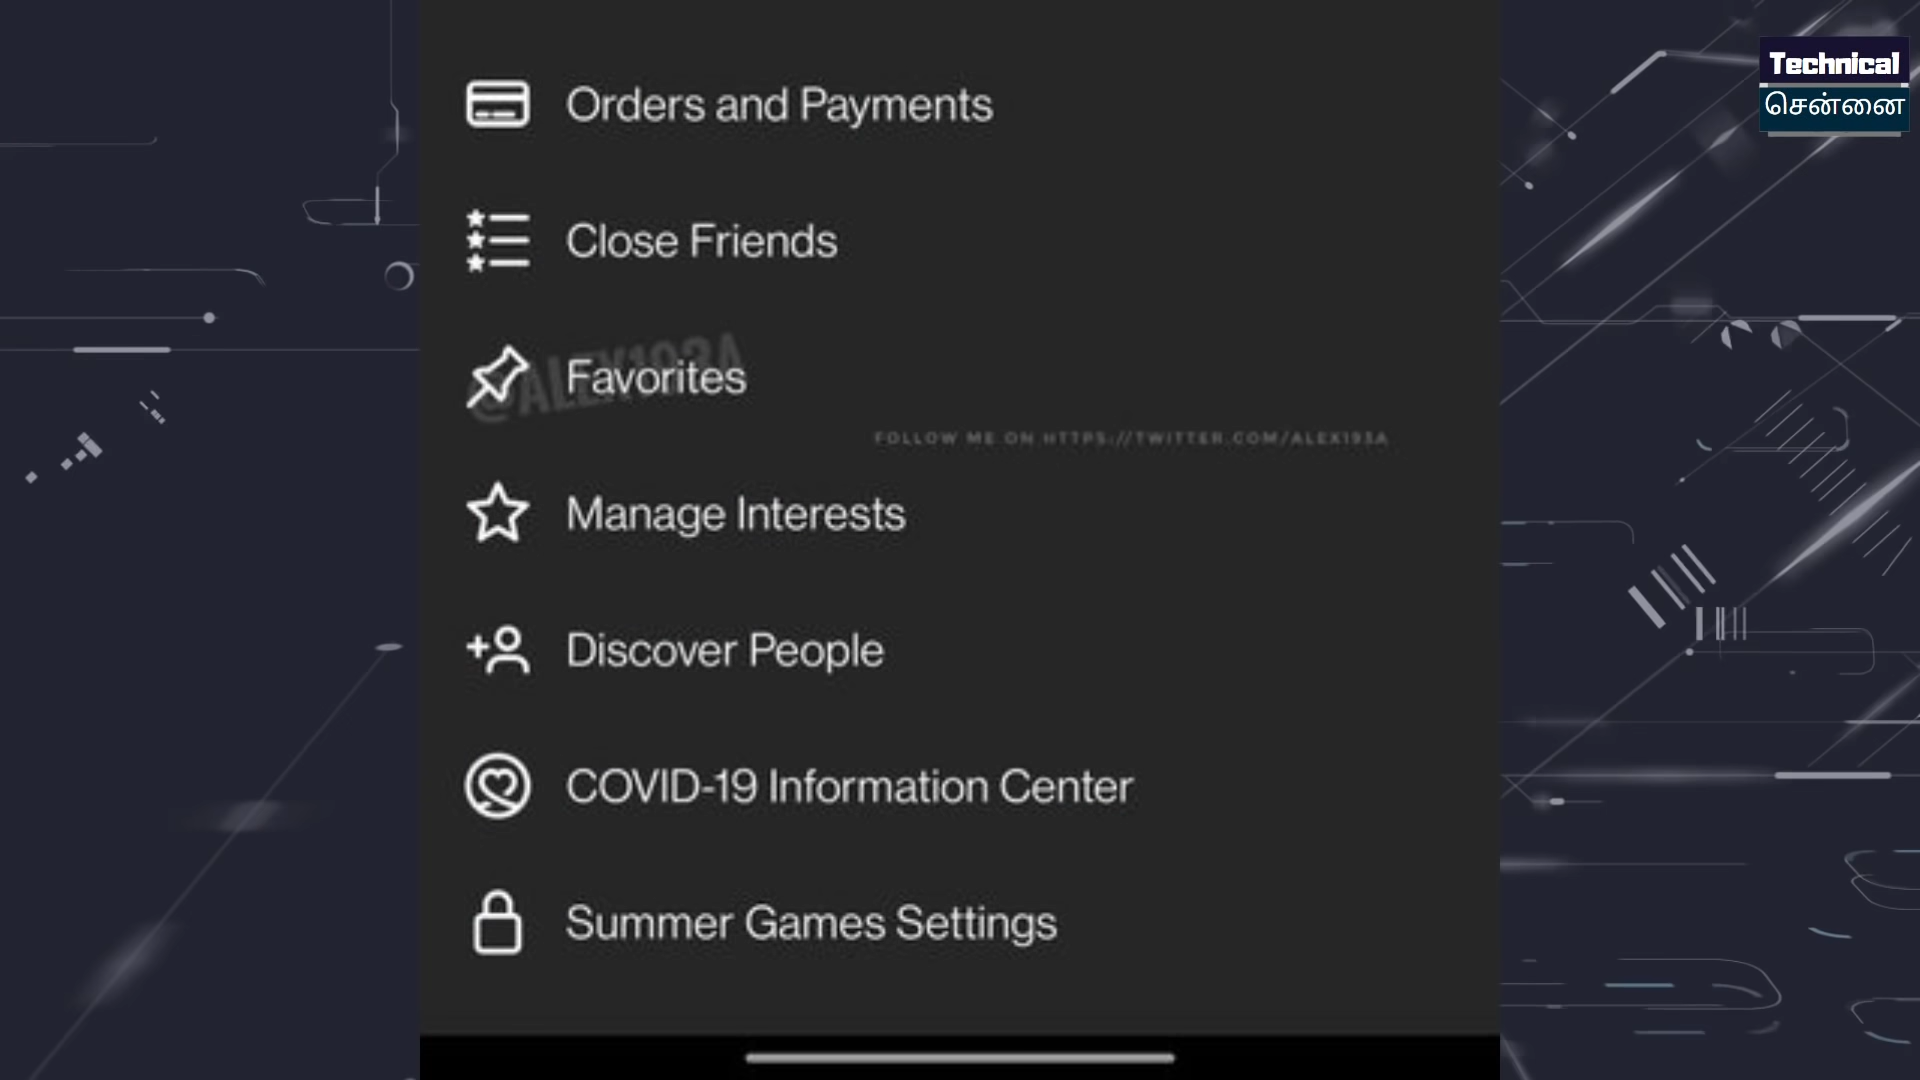 Technical
சென்னை
Orders and Payments
Close Friends
@ALEX193A
Favorites
FOLLOW ME ON HTTPS://TWITTER.COM/ALEX193A
Manage Interests
Discover People
COVID-19 Information Center
Summer Games Settings